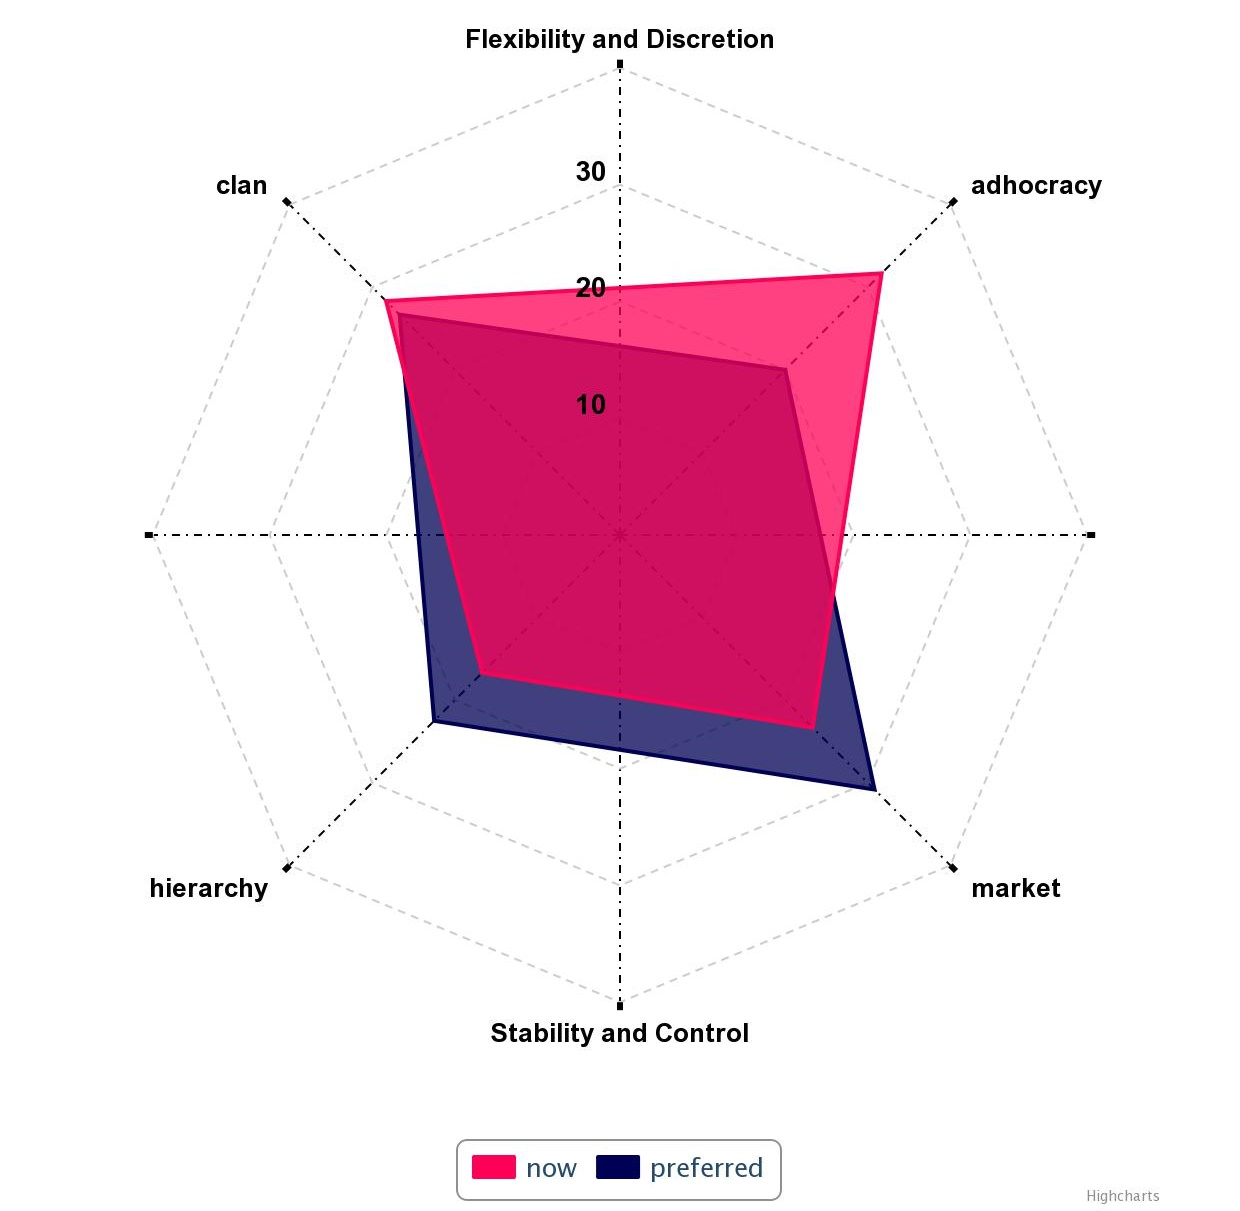 Flexibility and Discretion
clan
30
adhocracy
20
10
hierarchy
market
Stability and Control
now
preferred
Highcharts